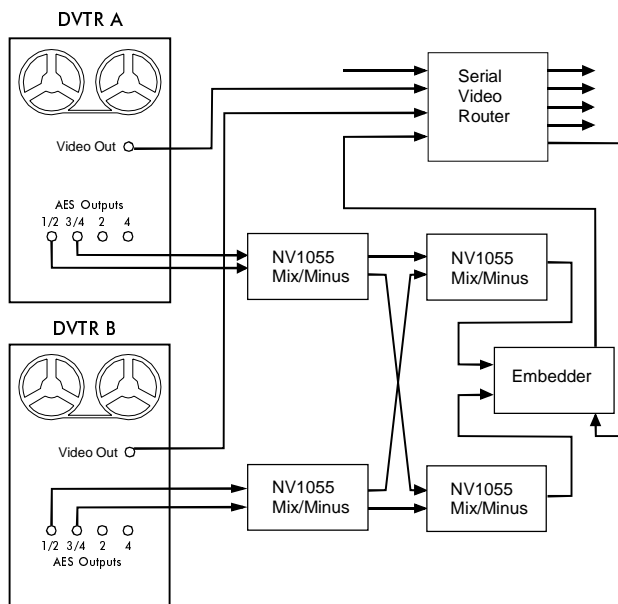 DVTR A
Video Out
AES Outputs
1/2 3/4 2 4
Serial
Video
Router
NV1055
Mix/Minus
NV1055
Mix/Minus
DVTR B
Video Out
1/2 3/4 2 4
AES Outputs
Embedder
NV1055
Mix/Minus
NV1055
Mix/Minus